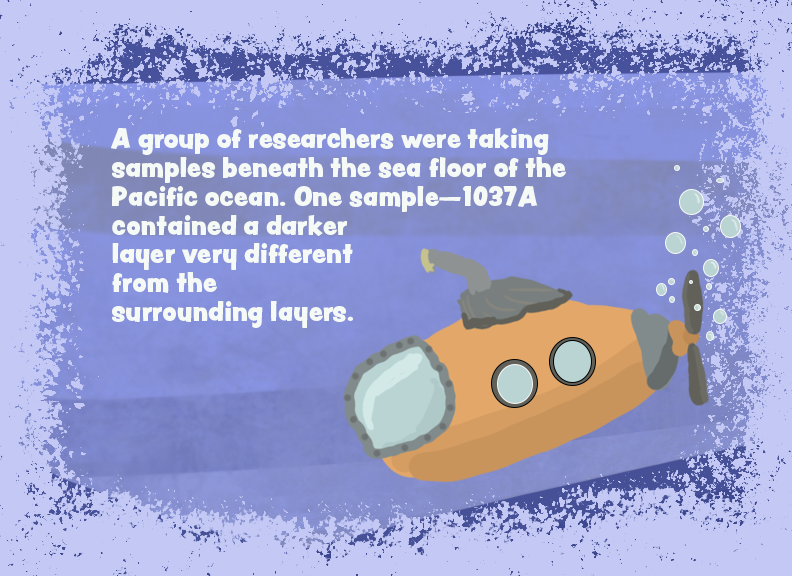 A group of researchers were taking
samples beneath the sea floor of the
Pacific ocean. One sample—1037A
contained a darker
layer very different
from the
surrounding layers.